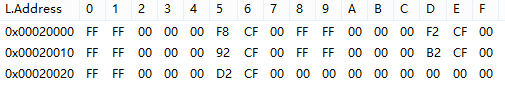 L.Address 0 1 2 3 4 5 6 7 8 9 A B C D E F
0x00020000 FF FF 00 00 00 F8 CF 00 FF FF 00 00 00 F2 CF 00
0x00020010 FF FF 00 00 00 92 CF 00 FF FF 00 00 00 B2 CF 00
0x00020020 FF FF 00 00 00 D2 CF 00 00 00 00 00 00 00 00 00